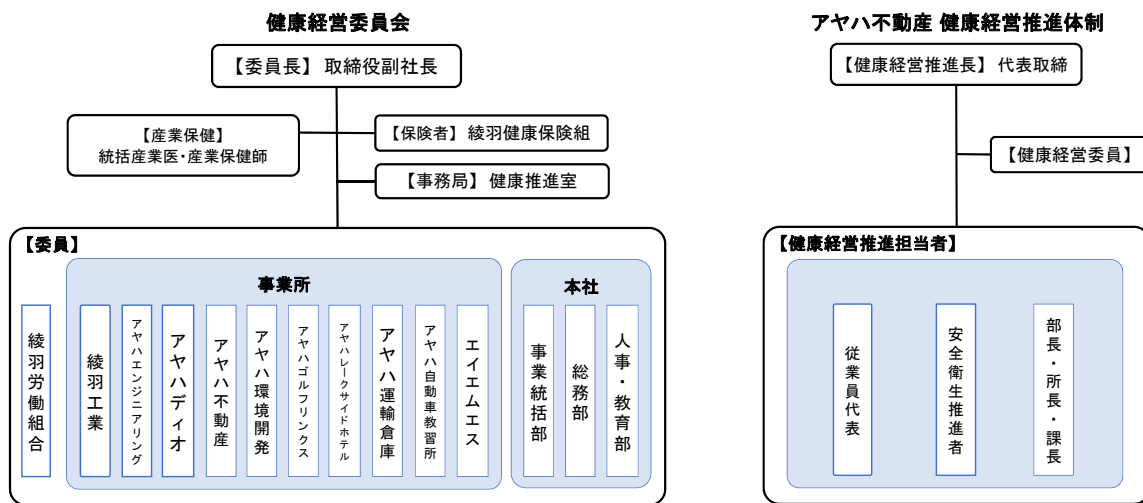 健康経営委員会
【委員長】 取締役副社長
【産業保健】
統括産業医・産業保健師
【保険者】 綾羽健康保険組
【事務局】 健康推進室
【委員】
綾羽労働組合
事業所
綾羽工業
アヤハエンジニアリング
アヤハディオ
アヤハ不動産
アヤハ環境開発
アヤハゴルフリンクス
アヤハレークサイドホテル
アヤハ運輸倉庫
アヤハ自動車教習所
エイエムエス
本社
事業統括部
総務部
人事・教育部
アヤハ不動産 健康経営推進体制
【健康経営推進長】 代表取締
【健康経営委員】
【健康経営推進担当者】
従業員代表
安全衛生推進者
部長・所長・課長